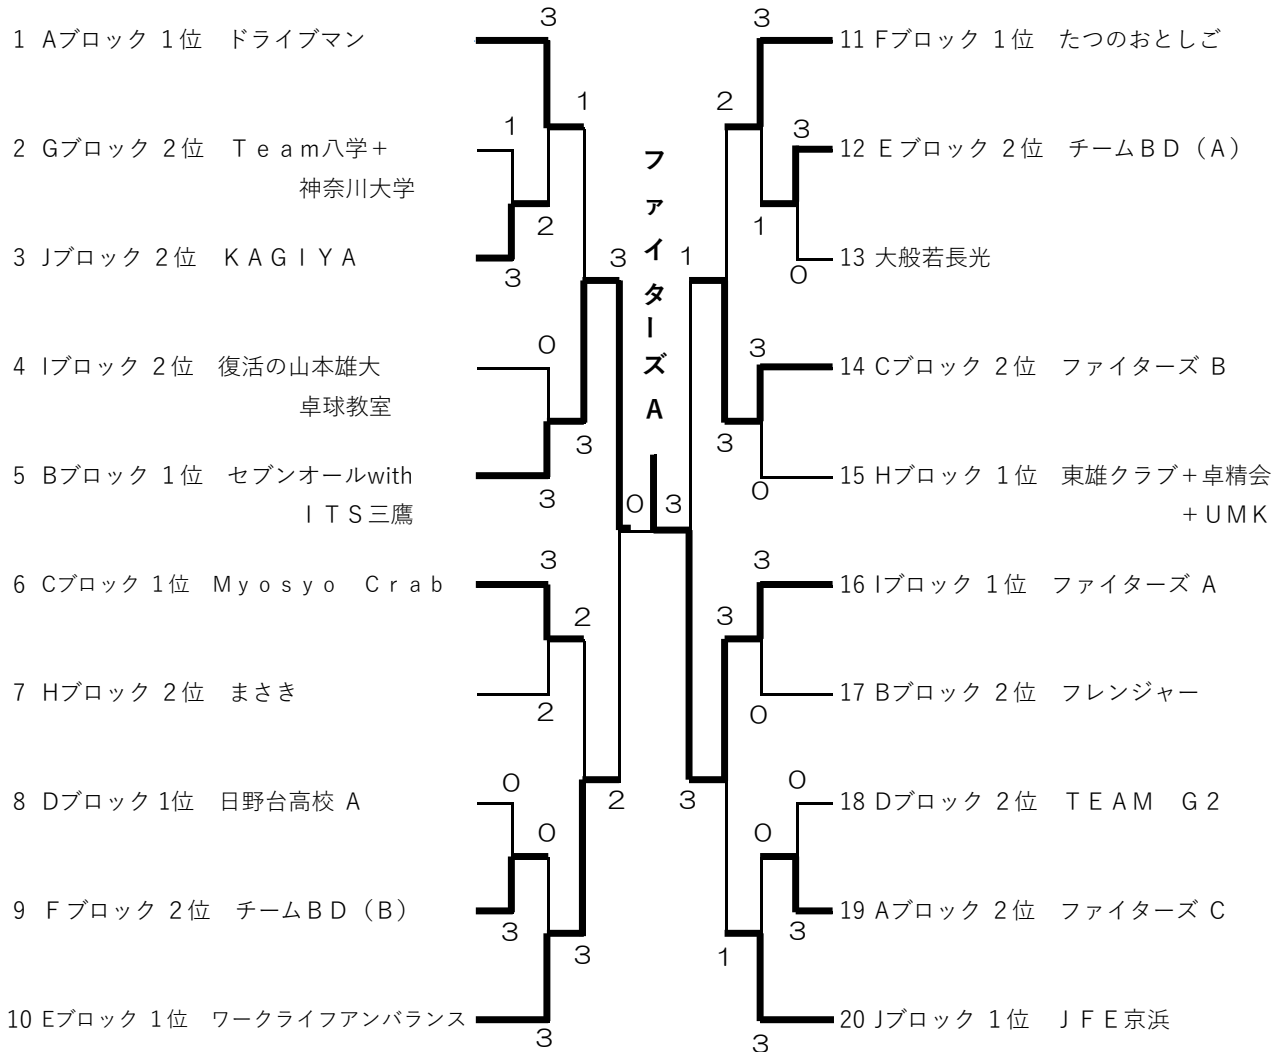 1 Aブロック 1位 ドライブマン
2 Gブロック 2位 Ｔｅａｍ八学＋
神奈川大学
3 Jブロック 2位 ＫＡＧＩＹＡ
4 Iブロック 2位 復活の山本雄大
卓球教室
5 Bブロック 1位 セブンオールwith
ＩＴＳ三鷹
6 Cブロック 1位 Ｍｙｏｓｙｏ Ｃｒａｂ
7 Hブロック 2位 まさき
8 Dブロック 1位 日野台高校 A
9 Ｆブロック 2位 チームＢＤ（Ｂ）
10 Eブロック 1位 ワークライフアンバランス
3
1
1
2
3
0
3
3
3
3
2
2
0
0
3
3
3
2
ファイターズA
0
3
1
3
11 Fブロック 1位 たつのおとしご
12 Ｅブロック 2位 チームＢＤ（Ａ）
13 大般若長光
14 Cブロック 2位 ファイターズ B
15 Hブロック 1位 東雄クラブ＋卓精会
＋ＵＭＫ
16 Iブロック 1位 ファイターズ A
17 Bブロック 2位 フレンジャー
18 Dブロック 2位 ＴＥＡＭ Ｇ２
19 Aブロック 2位 ファイターズ C
20 Jブロック 1位 ＪＦＥ京浜
3
2
3
1
0
3
3
0
3
3
0
0
0
3
1
3